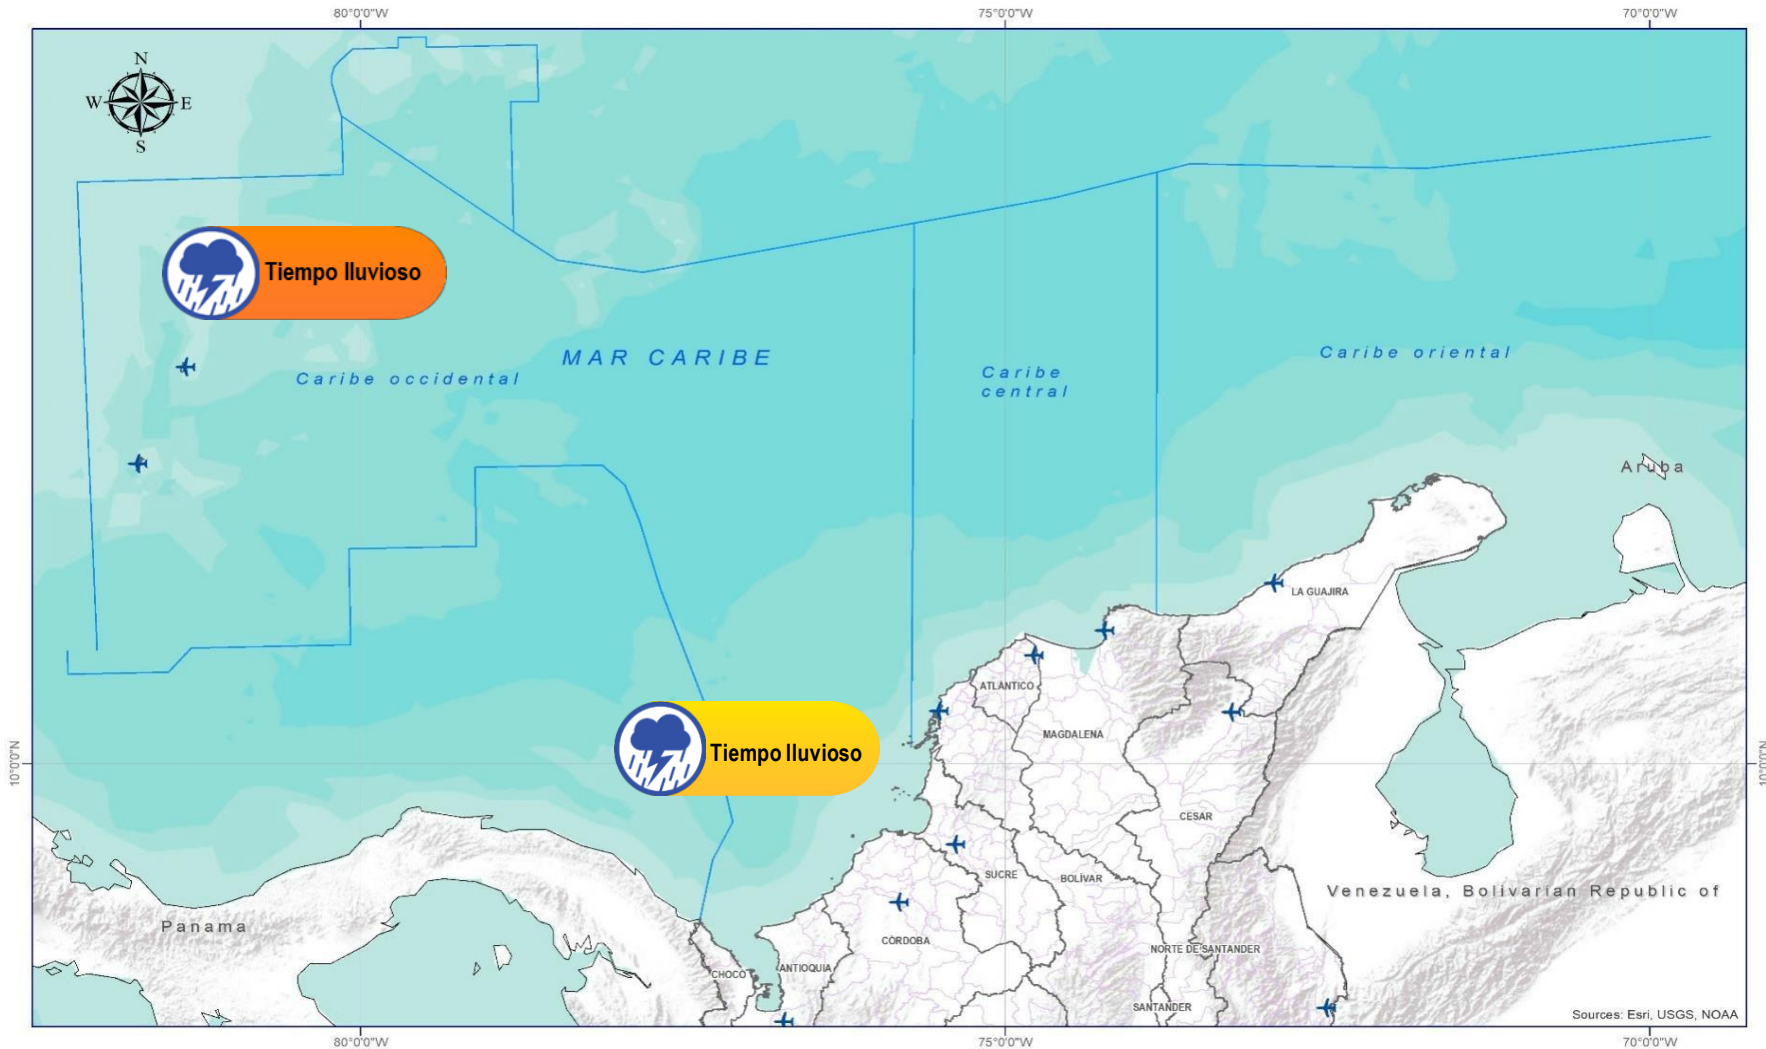 80°0'0"W 75°0'0"W 70°0'0"W
N
W E
S
Tiempo lluvioso
MAR CARIBE
Caribe oriental
Caribe occidental
Caribe
central
Aruba
LA GUAJIRA
ATLANTICO
MAGDALENA
Tiempo lluvioso
10°0'0"N 10°0'0"N
CESAR
SUCRE
BOLÍVAR
Venezuela, Bolivarian Republic of
Panama
CÓRDOBA
NORTE DE SANTANDER
CHOCO
ANTIOQUIA
SANTANDER
Sources: Esri, USGS, NOAA
80°0'0"W 75°0'0"W 70°0'0"W